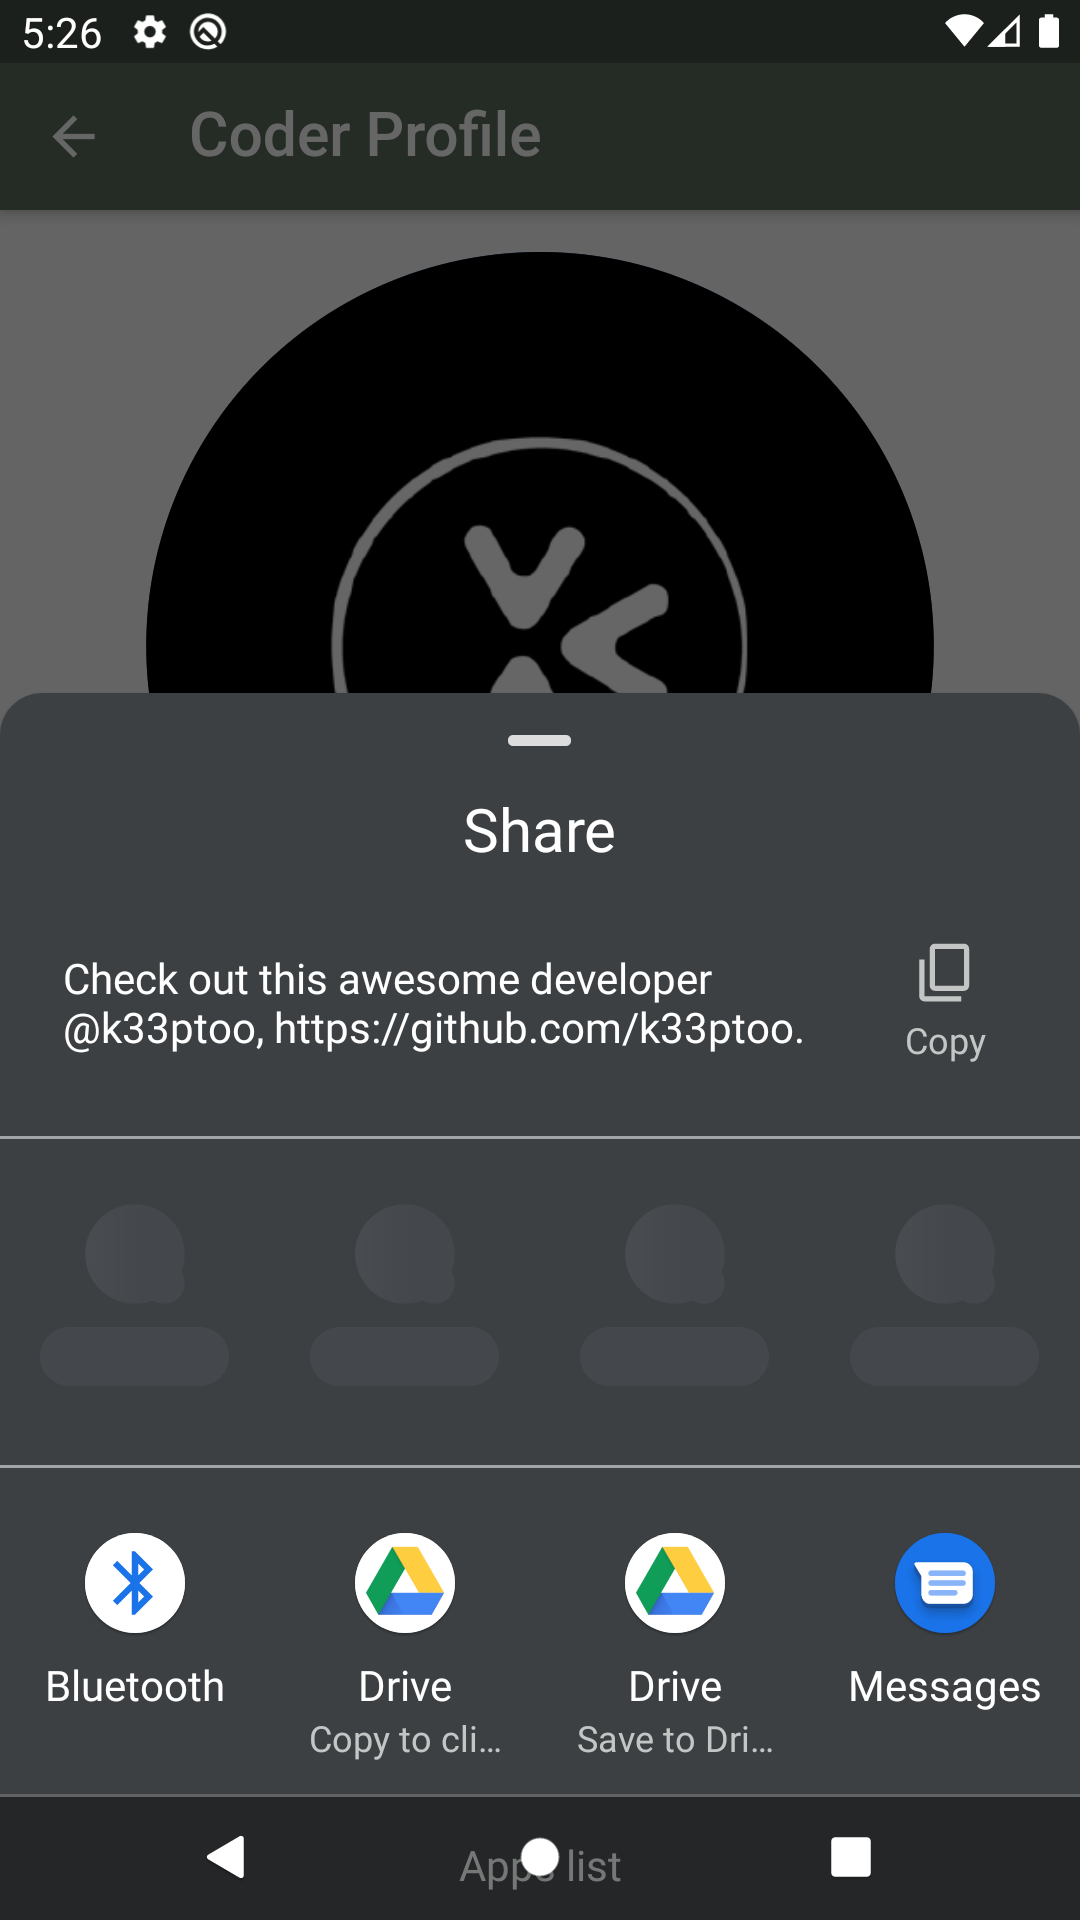 5:26
Coder Profile
Share
Check out this awesome developer
@k33ptoo, https://github.com/k33ptoo.
Copy
Bluetooth
Drive
Copy to cli...
Drive
Save to Dri...
Messages
Apps list